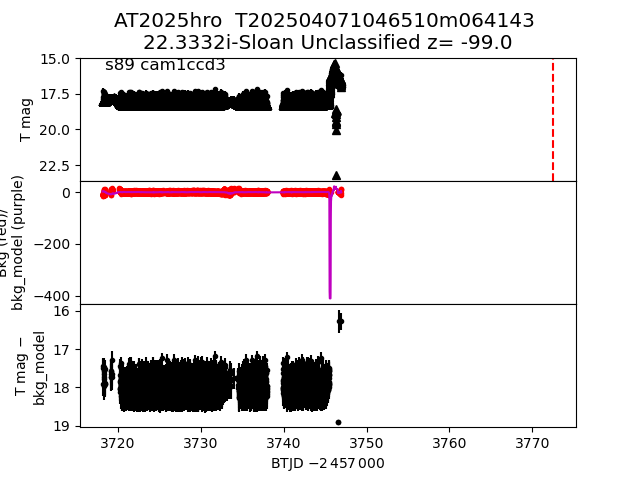 AT2025hro  T202504071046510m064143
22.3332i-Sloan Unclassified z= -99.0
s89 cam1ccd3
15.0
17.5
20.0
22.5
T mag
0
−200
−400
Bkg (red)/
bkg_model (purple)
16
17
18
19
T mag −
bkg_model
3720 3730 3740 3750 3760 3770
BTJD −2 457 000